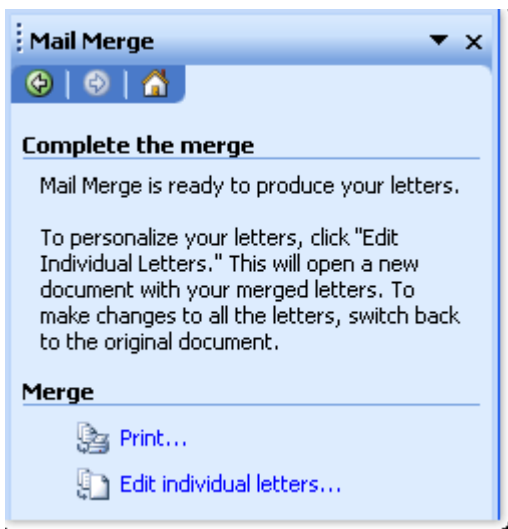 Mail Merge
Complete the merge
Mail Merge is ready to produce your letters.
To personalize your letters, click "Edit
Individual Letters." This will open a new
document with your merged letters. To
make changes to all the letters, switch back
to the original document.
Merge
Print...
Edit individual letters...